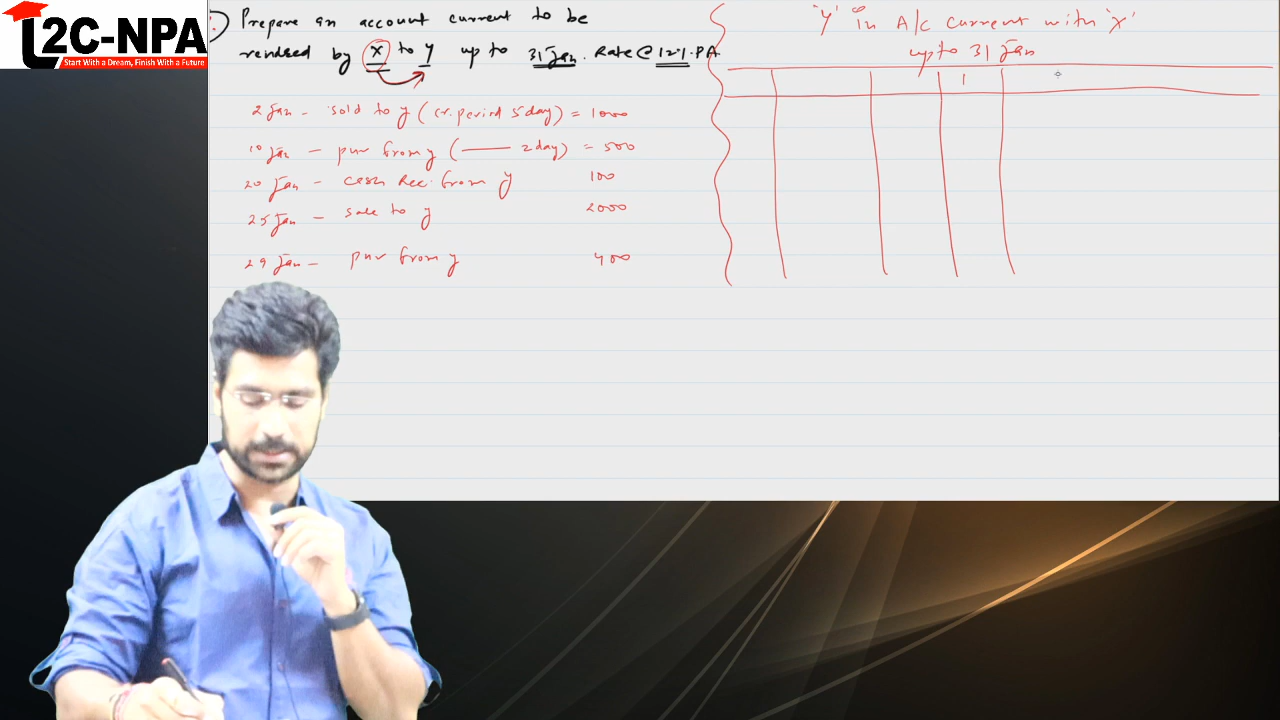 L2C-NPA
Start With a Dream, Finish With a Future
Prepare an account current to be
rendsed by x to y up to 31 jan. Rate @ 12% PA
2 jan - sold to y (cr. period 5 day) = 1000
10 jan - pur from y ( —— 2 day) = 500
20 jan - cash Rec. from y 100
25 jan - sale to y 2000
29 jan - pur from y 400
'Y' in A/c current with 'X'
up to 31 jan